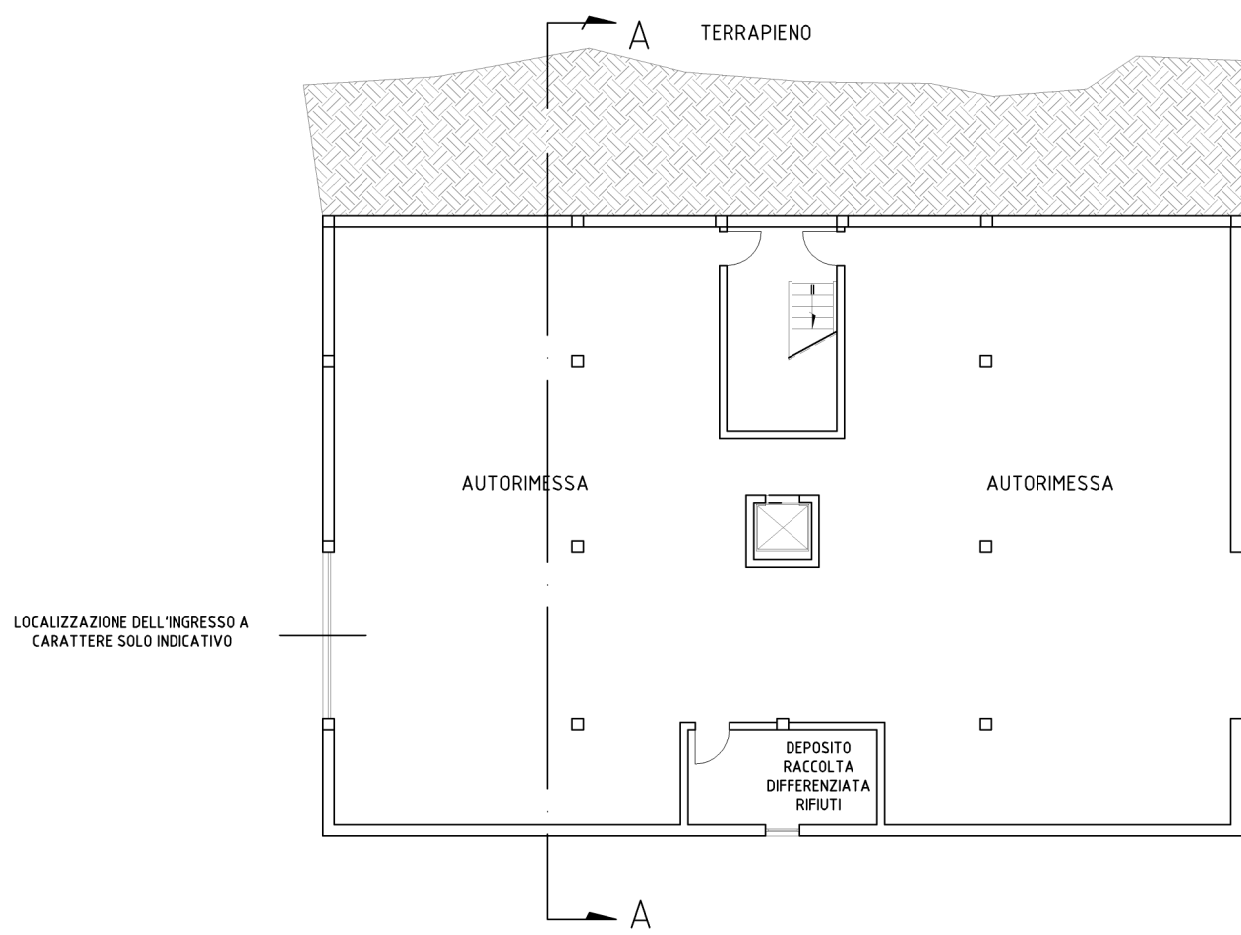 A
TERRAPIENO
AUTORIMESSA
AUTORIMESSA
LOCALIZZAZIONE DELL'INGRESSO A
CARATTERE SOLO INDICATIVO
DEPOSITO
RACCOLTA
DIFFERENZIATA
RIFIUTI
A